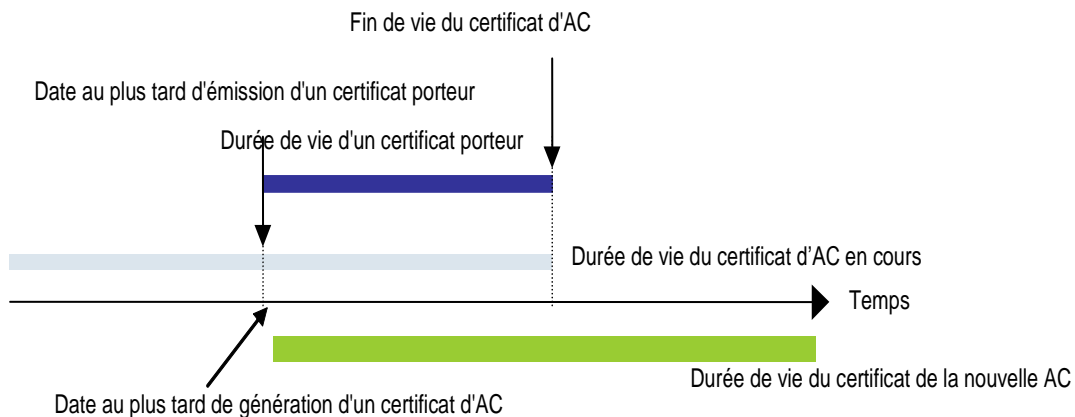 Fin de vie du certificat d'AC
Date au plus tard d'émission d'un certificat porteur
Durée de vie d'un certificat porteur
Durée de vie du certificat d'AC en cours
Temps
Durée de vie du certificat de la nouvelle AC
Date au plus tard de génération d'un certificat d'AC